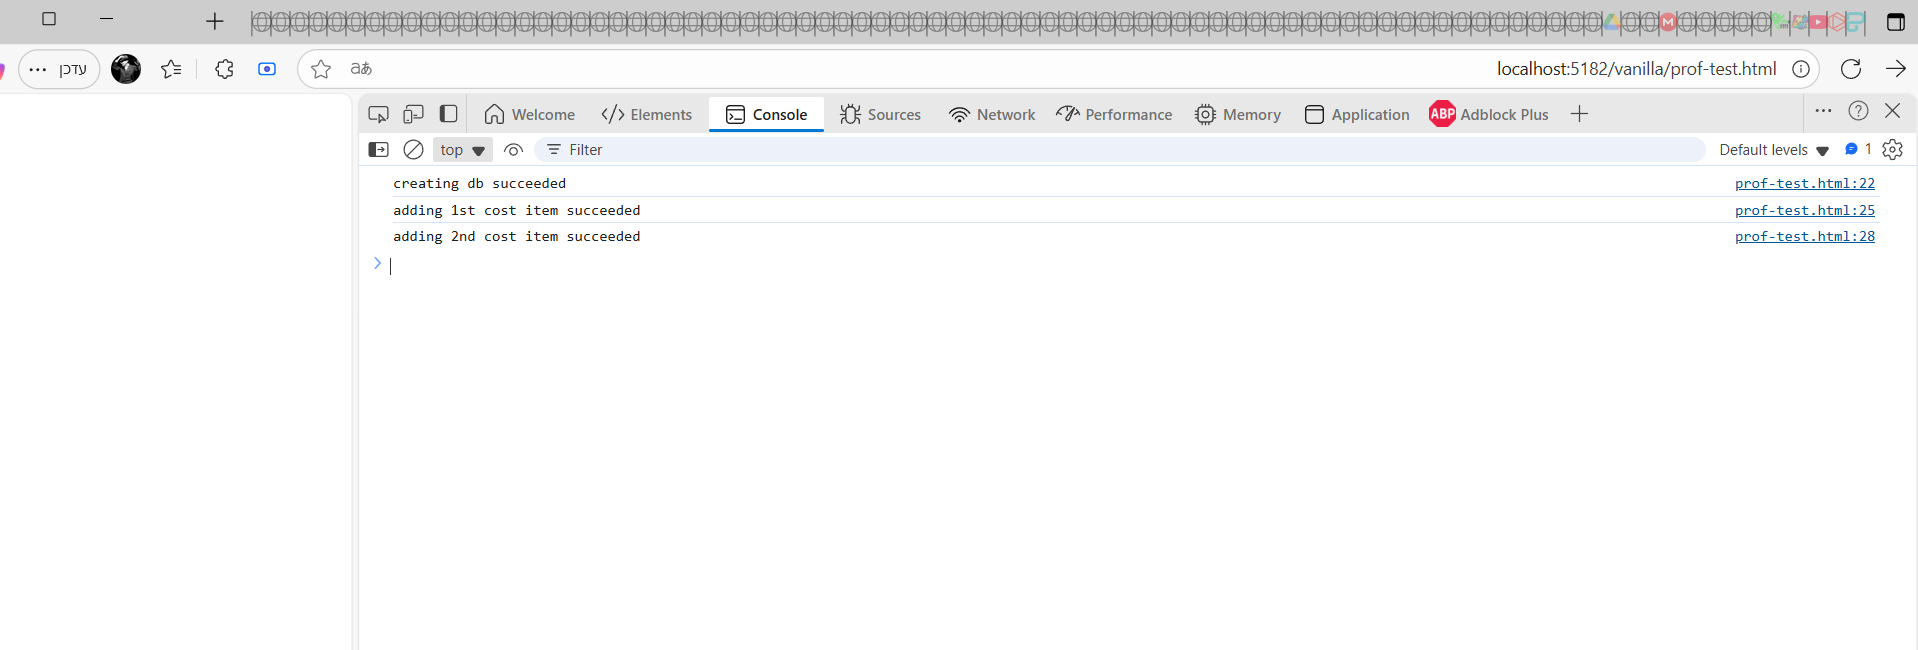 localhost:5182/vanilla/prof-test.html
aあ
עדכן
Welcome
Elements
Console
Sources
Network
Performance
Memory
Application
ABP Adblock Plus
top
Filter
Default levels
1
creating db succeeded prof-test.html:22
adding 1st cost item succeeded prof-test.html:25
adding 2nd cost item succeeded prof-test.html:28
>